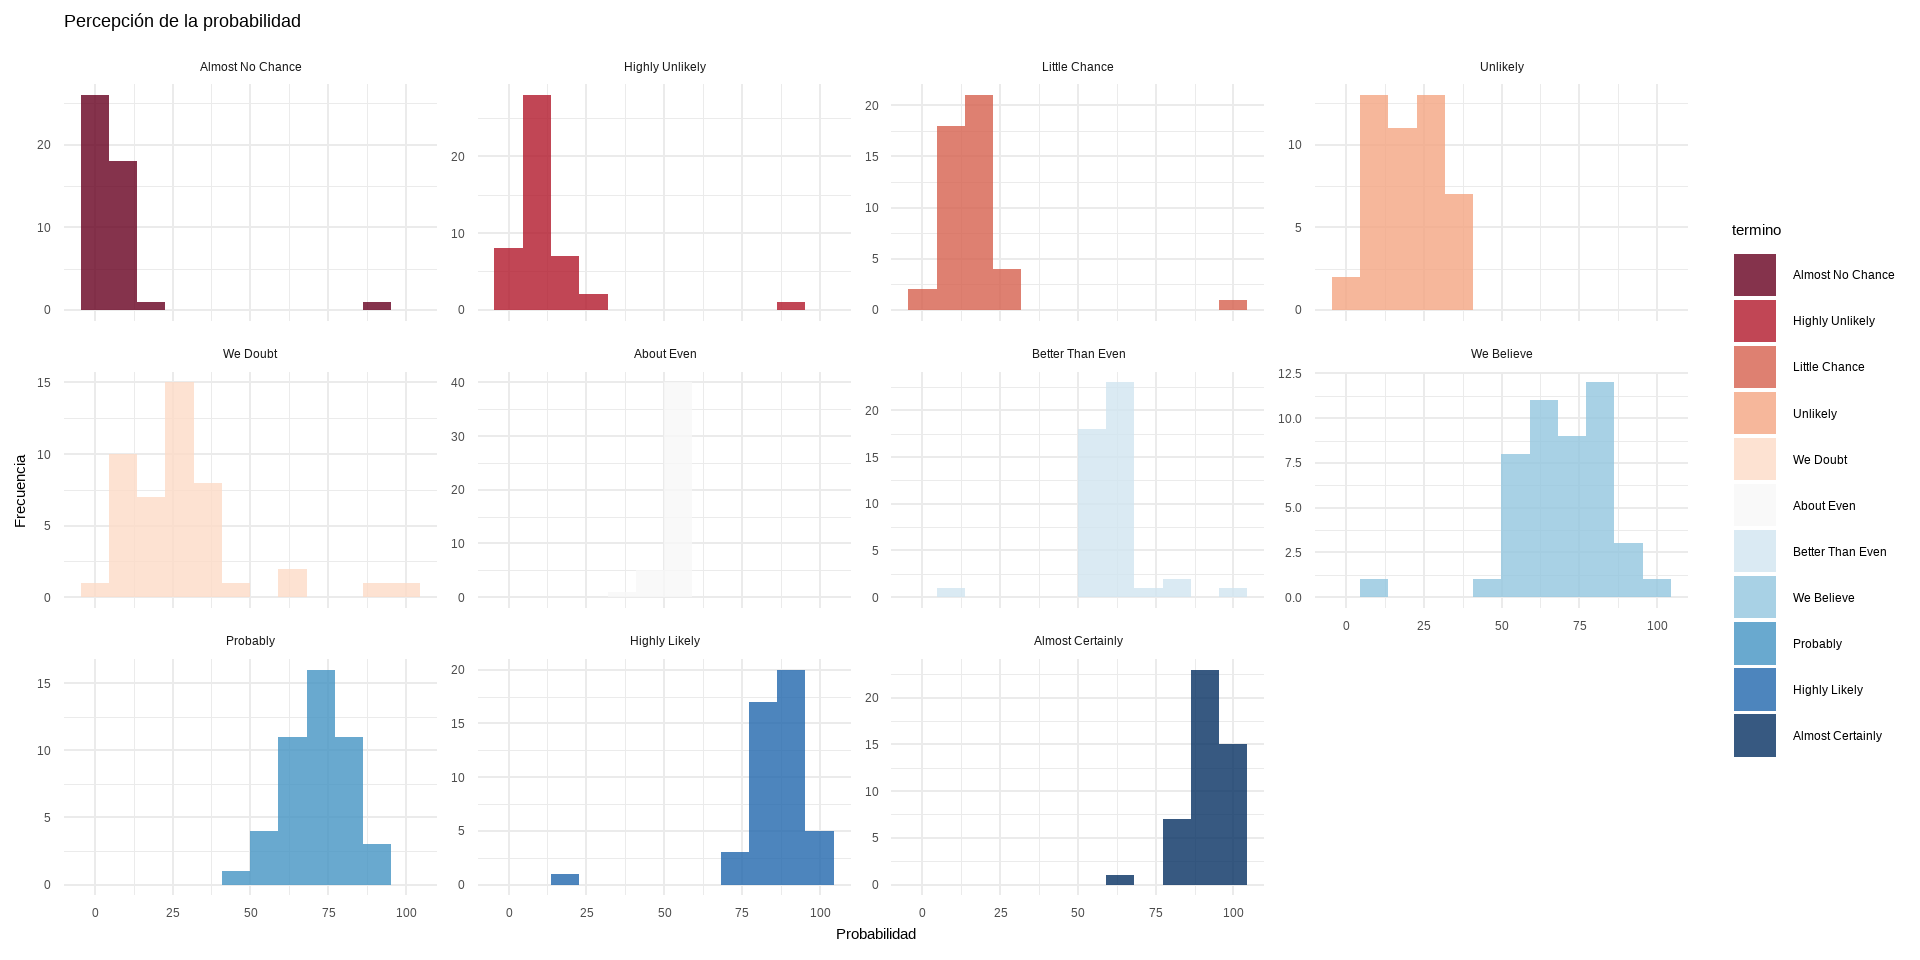 Percepción de la probabilidad
Almost No Chance
Highly Unlikely
Little Chance
Unlikely
20
10
0
20
10
0
20
15
10
5
0
10
5
0
We Doubt
About Even
Better Than Even
We Believe
15
10
5
0
40
30
20
10
0
20
15
10
5
0
12.5
10.0
7.5
5.0
2.5
0.0
0 25 50 75 100
Probably
Highly Likely
Almost Certainly
15
10
5
0
20
15
10
5
0
20
15
10
5
0
0 25 50 75 100
0 25 50 75 100
0 25 50 75 100
Probabilidad
Frecuencia
termino
Almost No Chance
Highly Unlikely
Little Chance
Unlikely
We Doubt
About Even
Better Than Even
We Believe
Probably
Highly Likely
Almost Certainly